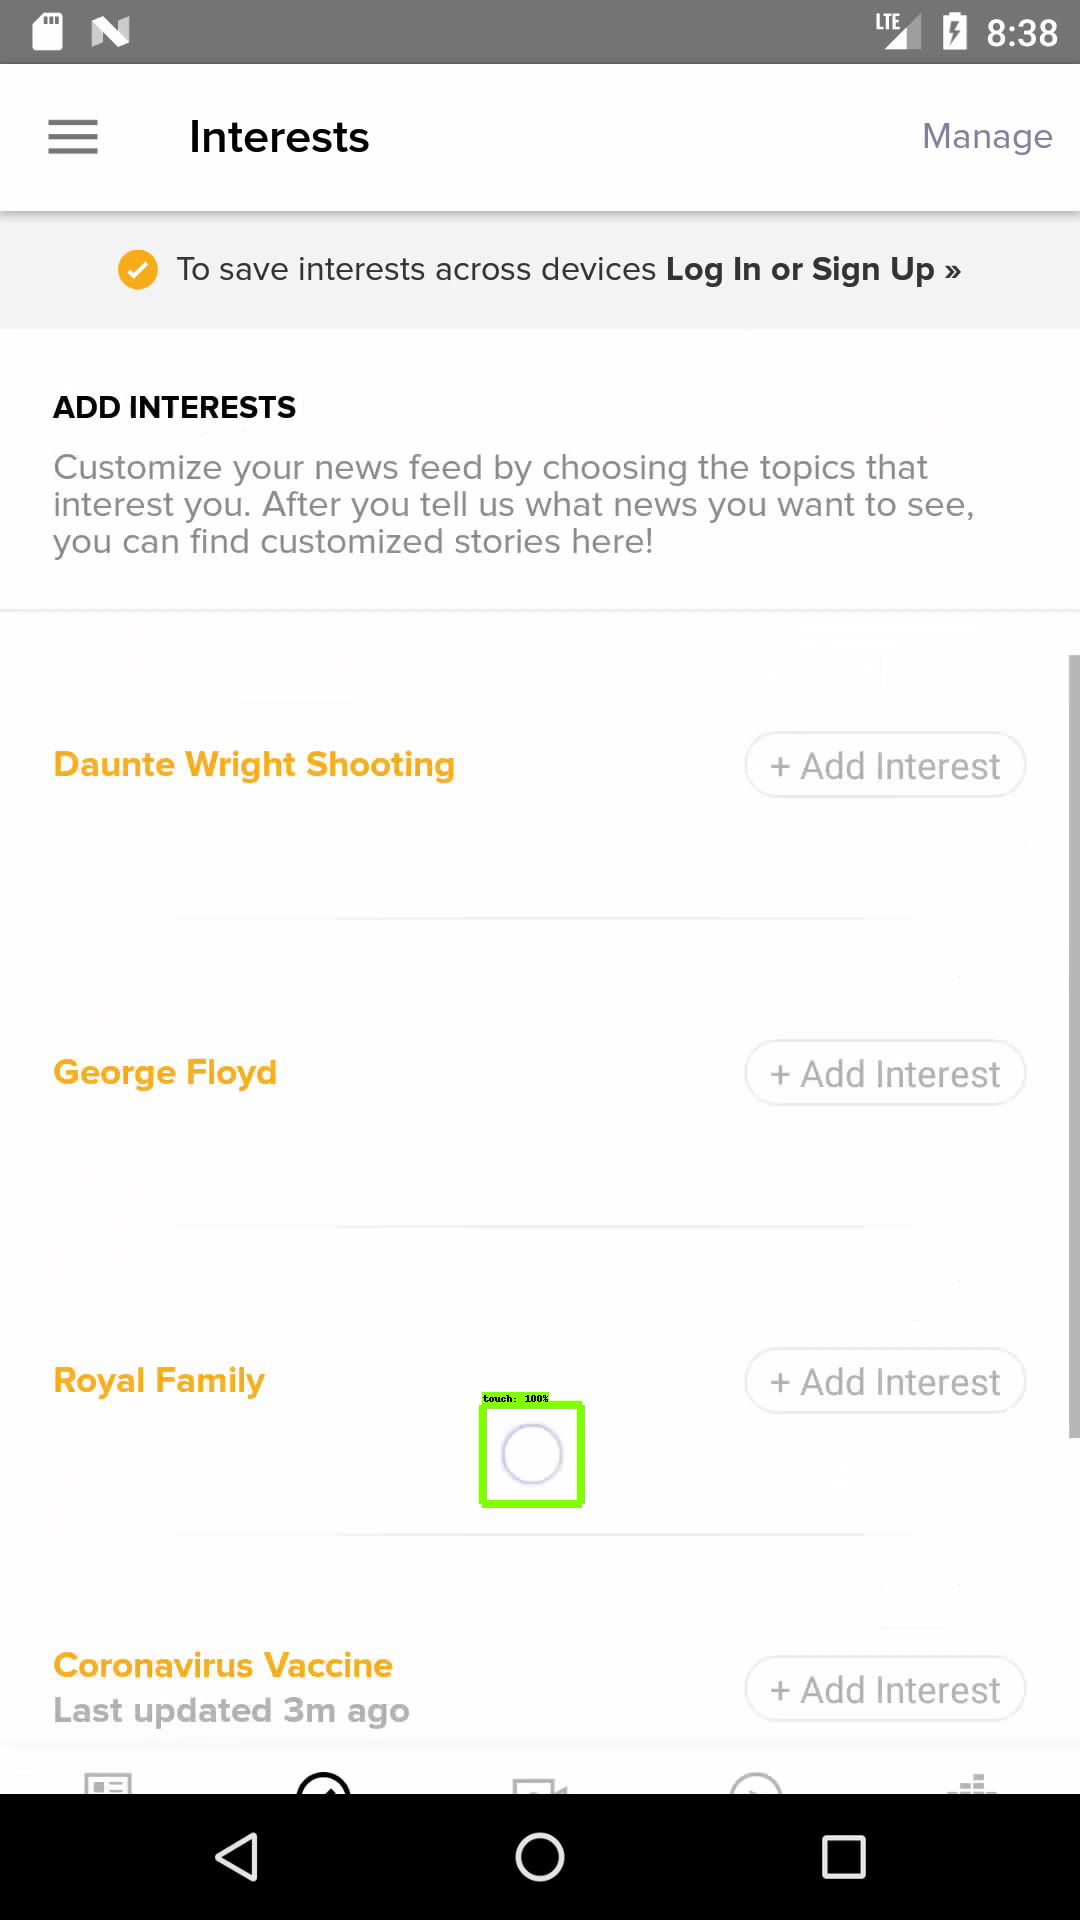 LTE 8:38
Interests
Manage
To save interests across devices Log In or Sign Up »
ADD INTERESTS
Customize your news feed by choosing the topics that
interest you. After you tell us what news you want to see,
you can find customized stories here!
Daunte Wright Shooting
+ Add Interest
George Floyd
+ Add Interest
Royal Family
+ Add Interest
touch: 100%
Coronavirus Vaccine
Last updated 3m ago
+ Add Interest